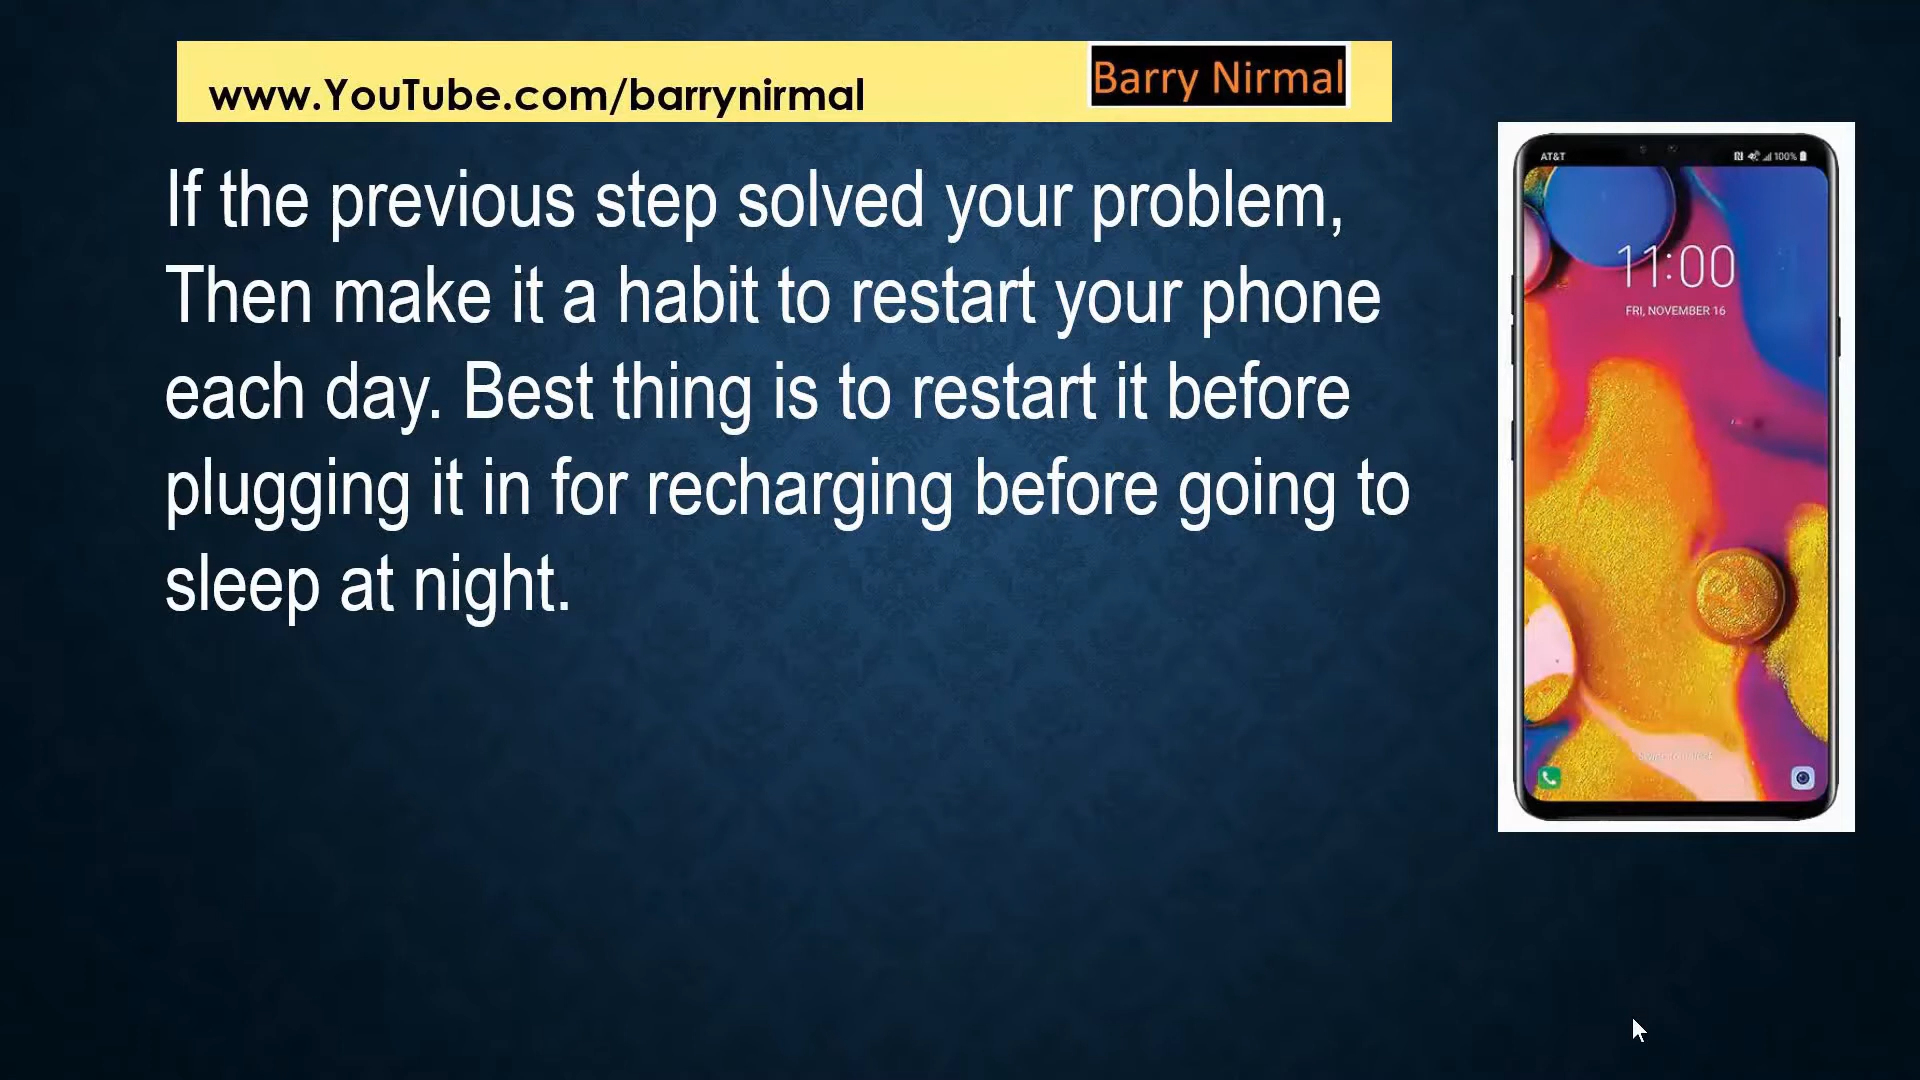 www.YouTube.com/barrynirmal
Barry Nirmal
If the previous step solved your problem,
Then make it a habit to restart your phone
each day. Best thing is to restart it before
plugging it in for recharging before going to
sleep at night.
AT&T
100%
11:00
FRI, NOVEMBER 16